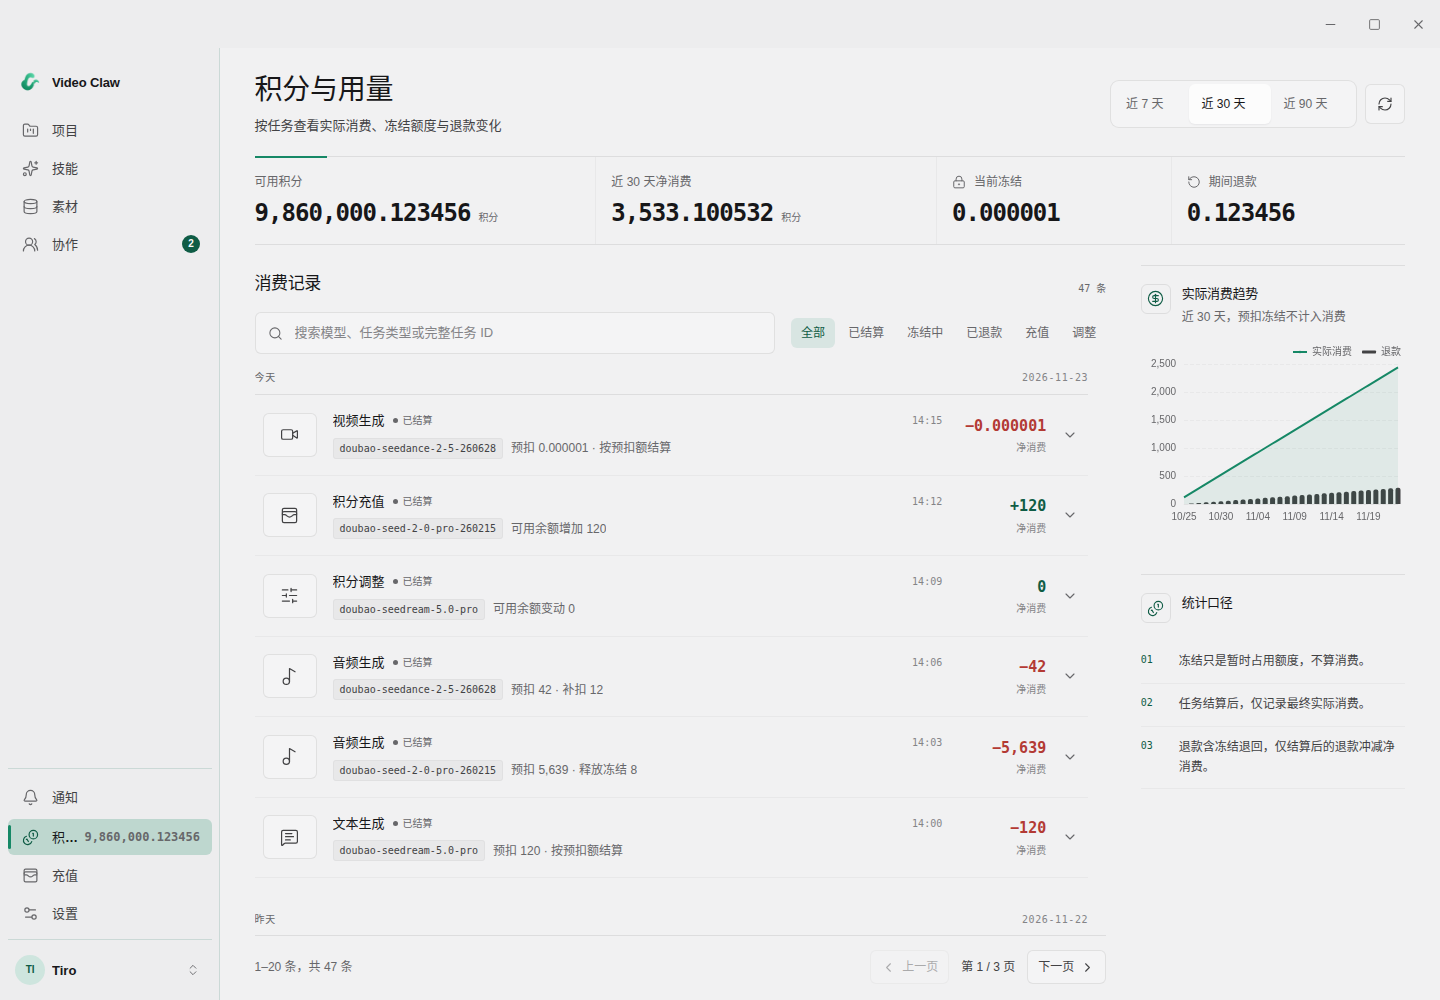 Video Claw
项目
技能
素材
协作
2
通知
积... 9,860,000.123456
充值
设置
TI Tiro
积分与用量
按任务查看实际消费、冻结额度与退款变化
近 7 天 近 30 天 近 90 天
可用积分
9,860,000.123456 积分
近 30 天净消费
3,533.100532 积分
当前冻结
0.000001
期间退款
0.123456
消费记录
47 条
搜索模型、任务类型或完整任务 ID
全部 已结算 冻结中 已退款 充值 调整
今天 2026-11-23
视频生成 已结算 14:15 −0.000001
doubao-seedance-2-5-260628 预扣 0.000001 · 按预扣额结算 净消费
积分充值 已结算 14:12 +120
doubao-seed-2-0-pro-260215 可用余额增加 120 净消费
积分调整 已结算 14:09 0
doubao-seedream-5.0-pro 可用余额变动 0 净消费
音频生成 已结算 14:06 −42
doubao-seedance-2-5-260628 预扣 42 · 补扣 12 净消费
音频生成 已结算 14:03 −5,639
doubao-seed-2-0-pro-260215 预扣 5,639 · 释放冻结 8 净消费
文本生成 已结算 14:00 −120
doubao-seedream-5.0-pro 预扣 120 · 按预扣额结算 净消费
昨天 2026-11-22
1–20 条，共 47 条
上一页 第 1 / 3 页 下一页
实际消费趋势
近 30 天，预扣冻结不计入消费
实际消费 退款
2,500
2,000
1,500
1,000
500
0
10/25 10/30 11/04 11/09 11/14 11/19
统计口径
01 冻结只是暂时占用额度，不算消费。
02 任务结算后，仅记录最终实际消费。
03 退款含冻结退回，仅结算后的退款冲减净
消费。